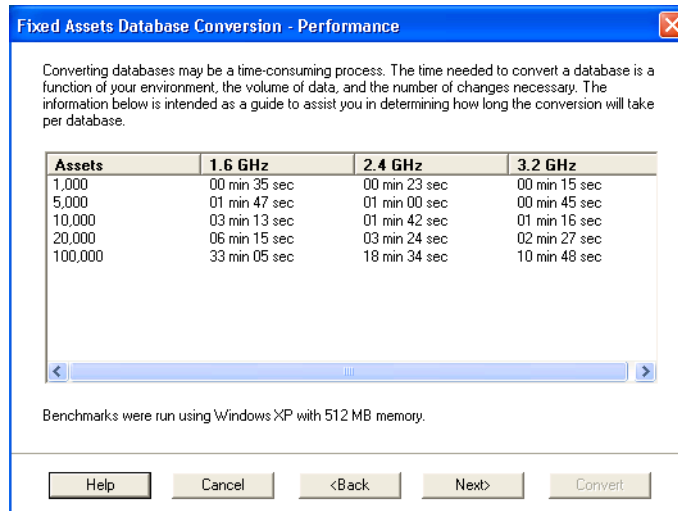 Fixed Assets Database Conversion - Performance
Converting databases may be a time-consuming process. The time needed to convert a database is a
function of your environment, the volume of data, and the number of changes necessary. The
information below is intended as a guide to assist you in determining how long the conversion will take
per database.
Assets 1.6 GHz 2.4 GHz 3.2 GHz
1,000 00 min 35 sec 00 min 23 sec 00 min 15 sec
5,000 01 min 47 sec 01 min 00 sec 00 min 45 sec
10,000 03 min 13 sec 01 min 42 sec 01 min 16 sec
20,000 06 min 15 sec 03 min 24 sec 02 min 27 sec
100,000 33 min 05 sec 18 min 34 sec 10 min 48 sec
Benchmarks were run using Windows XP with 512 MB memory.
Help Cancel <Back Next> Convert